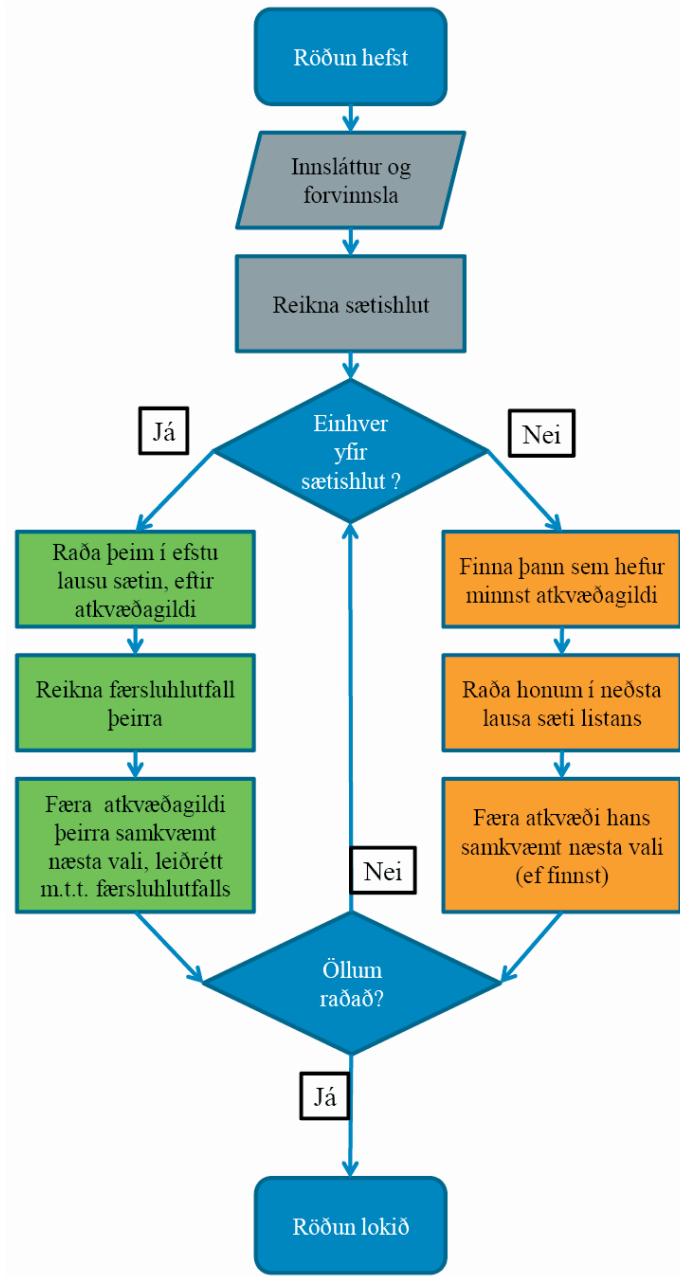 Röðun hefst
Innsláttur og
forvinnsla
Reikna sætishlut
Einhver
yfir
sætishlut ?
Já
Nei
Raða þeim í efstu
lausu sætin, eftir
atkvæðagildi
Reikna færsluhlutfall
þeirra
Færa atkvæðagildi
þeirra samkvæmt
næsta vali, leiðrétt
m.t.t. færsluhlutfalls
Finna þann sem hefur
minnst atkvæðagildi
Raða honum í neðsta
lausa sæti listans
Færa atkvæði hans
samkvæmt næsta vali
(ef finnst)
Nei
Öllum
raðað?
Já
Röðun lokið